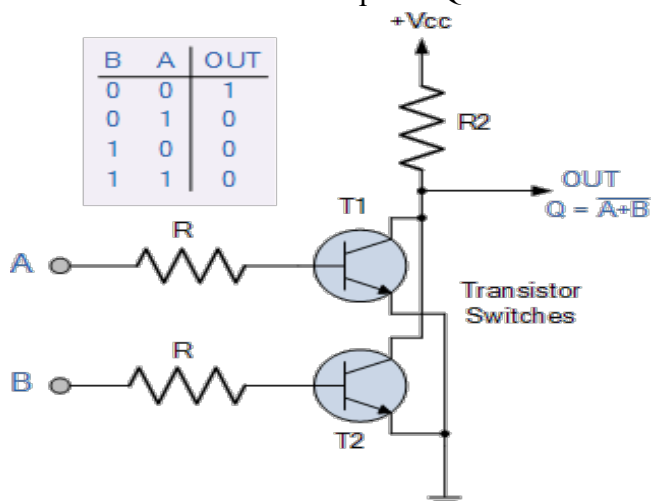 +Vcc
B A OUT
0 0 1
0 1 0
1 0 0
1 1 0
R2
OUT
Q = A+B̅
T1
R
A
Transistor
Switches
R
B
T2